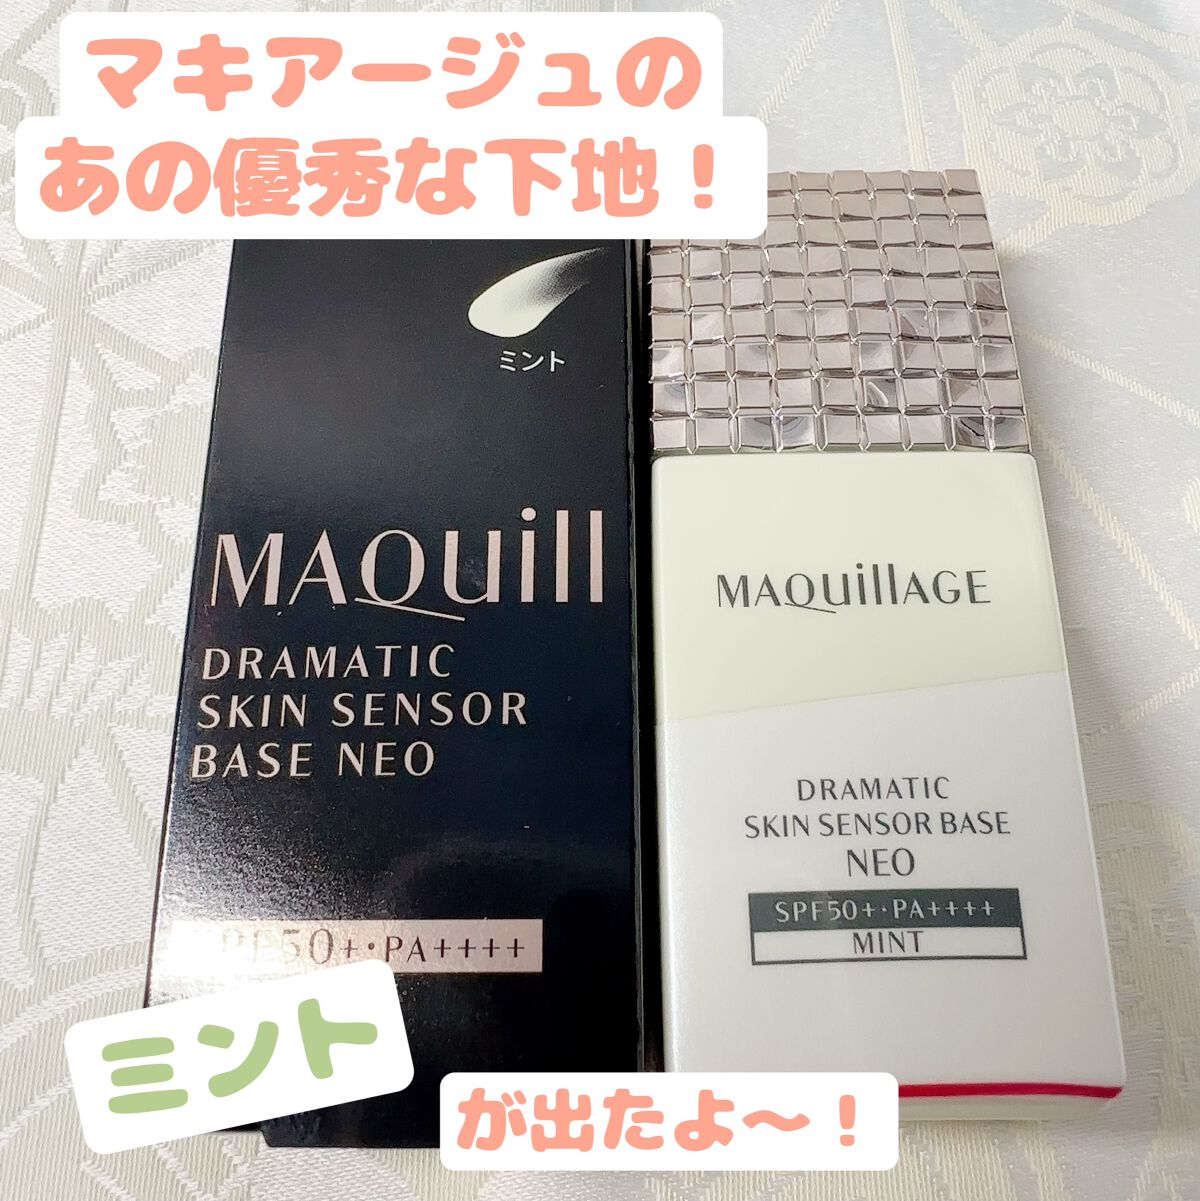 マキアージュの
あの優秀な下地！
ミント
MAQuill
DRAMATIC
SKIN SENSOR
BASE NEO
SPF50+・PA++++
MAQuillAGE
DRAMATIC
SKIN SENSOR BASE
NEO
SPF50+・PA++++
MINT
ミント
が出たよ〜！